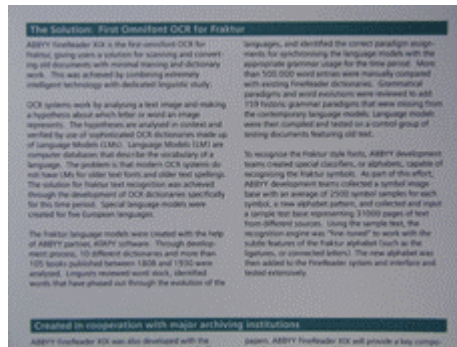 The Solution: First Omnifont OCR for Fraktur
ABBYY FineReader XIX is the first omnifont OCR for
Fraktur, giving users a solution for scanning and convert-
ing old documents with minimal training and dictionary
work. This was achieved by combining extremely
intelligent technology with dedicated linguistic study.
OCR systems work by analysing a text image and making
a hypothesis about which letter or word an image
represents. The hypotheses are analysed in context and
verified by use of sophisticated OCR dictionaries made up
of Language Models (LMs). Language Models (LM) are
computer databases that describe the vocabulary of a
language. The problem is that modern OCR systems do
not have LMs for older text fonts and older text spellings.
The solution for Fraktur text recognition was achieved
through the development of OCR dictionaries specifically
for this time period. Special language models were
created for five European languages.
The Fraktur language models were created with the help
of ABBYY partner, ATAPY software. Through develop-
ment process, 10 different dictionaries and more than
105 books published between 1808 and 1930 were
analysed. Linguists reviewed word stock, identified
words that have phased out through the evolution of the
languages, and identified the correct paradigm assign-
ments for synchronising the language models with the
appropriate grammar usage for the time period. More
than 500,000 word entries were manually compared
with existing FineReader dictionaries. Grammatical
paradigms and word evolutions were reviewed to add
159 historic grammar paradigms that were missing from
the contemporary language models. Language models
were then compiled and tested on a control group of
testing documents featuring old text.
To recognise the Fraktur style fonts, ABBYY development
teams created special classifiers, or alphabets, capable of
recognising the Fraktur symbols. As part of this effort,
ABBYY development teams collected a symbol image
base with an average of 2500 symbol samples for each
symbol, a new alphabet pattern, and collected and input
a sample test base representing 31000 pages of text
from different sources. Using the sample text, the
recognition engine was "fine tuned" to work with the
subtle features of the Fraktur alphabet (such as the
ligatures, or connected letters). The new alphabet was
then added to the FineReader system and interface and
tested extensively.
Created in cooperation with major archiving institutions
ABBYY FineReader XIX was also developed with the
papers. ABBYY FineReader XIX will provide a key compo-